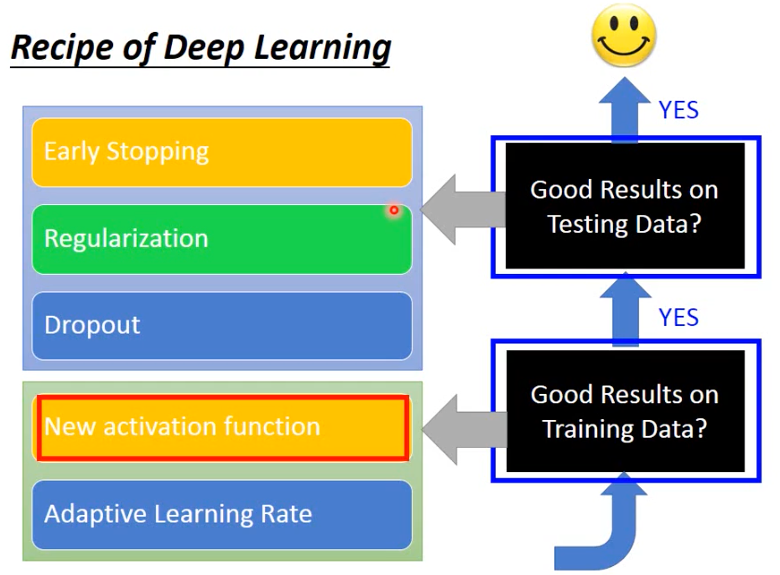 Recipe of Deep Learning
YES
Early Stopping
Good Results on
Testing Data?
Regularization
Dropout
YES
Good Results on
Training Data?
New activation function
Adaptive Learning Rate